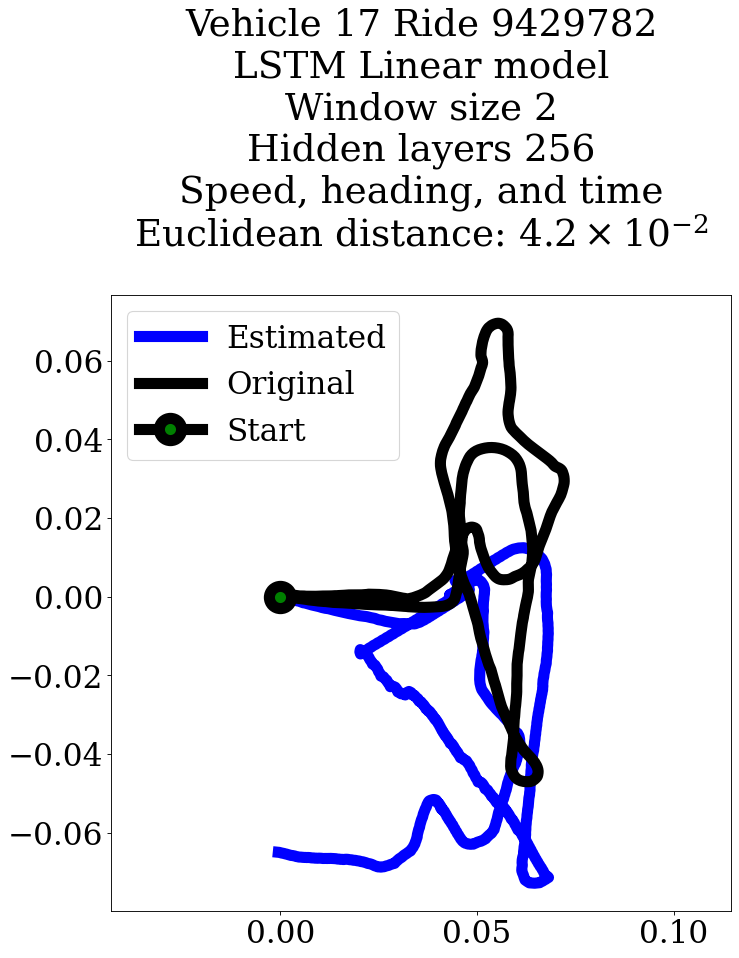 Vehicle 17 Ride 9429782
LSTM Linear model
Window size 2
Hidden layers 256
Speed, heading, and time
Euclidean distance: 4.2 × 10⁻²
Estimated
Original
Start
0.06
0.04
0.02
0.00
−0.02
−0.04
−0.06
0.00 0.05 0.10